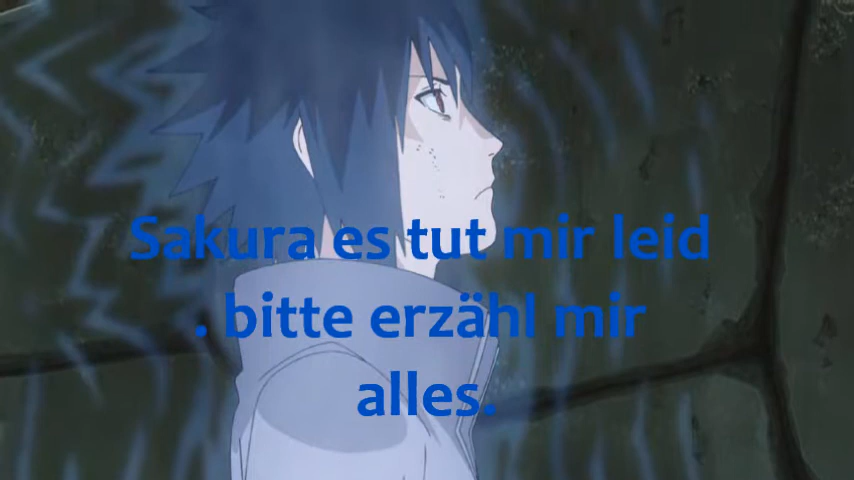 Sakura es tut mir leid
. bitte erzähl mir
alles.